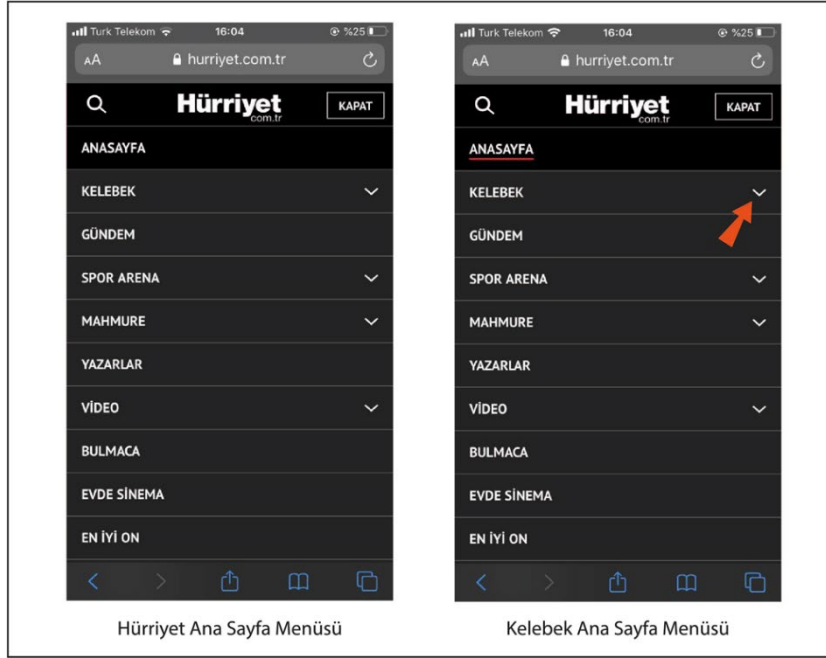 Turk Telekom 16:04 %25
AA hurriyet.com.tr
Hürriyet KAPAT
com.tr
ANASAYFA
KELEBEK
GÜNDEM
SPOR ARENA
MAHMURE
YAZARLAR
VİDEO
BULMACA
EVDE SİNEMA
EN İYİ ON
Hürriyet Ana Sayfa Menüsü
Turk Telekom 16:04 %25
AA hurriyet.com.tr
Hürriyet KAPAT
com.tr
ANASAYFA
KELEBEK
GÜNDEM
SPOR ARENA
MAHMURE
YAZARLAR
VİDEO
BULMACA
EVDE SİNEMA
EN İYİ ON
Kelebek Ana Sayfa Menüsü